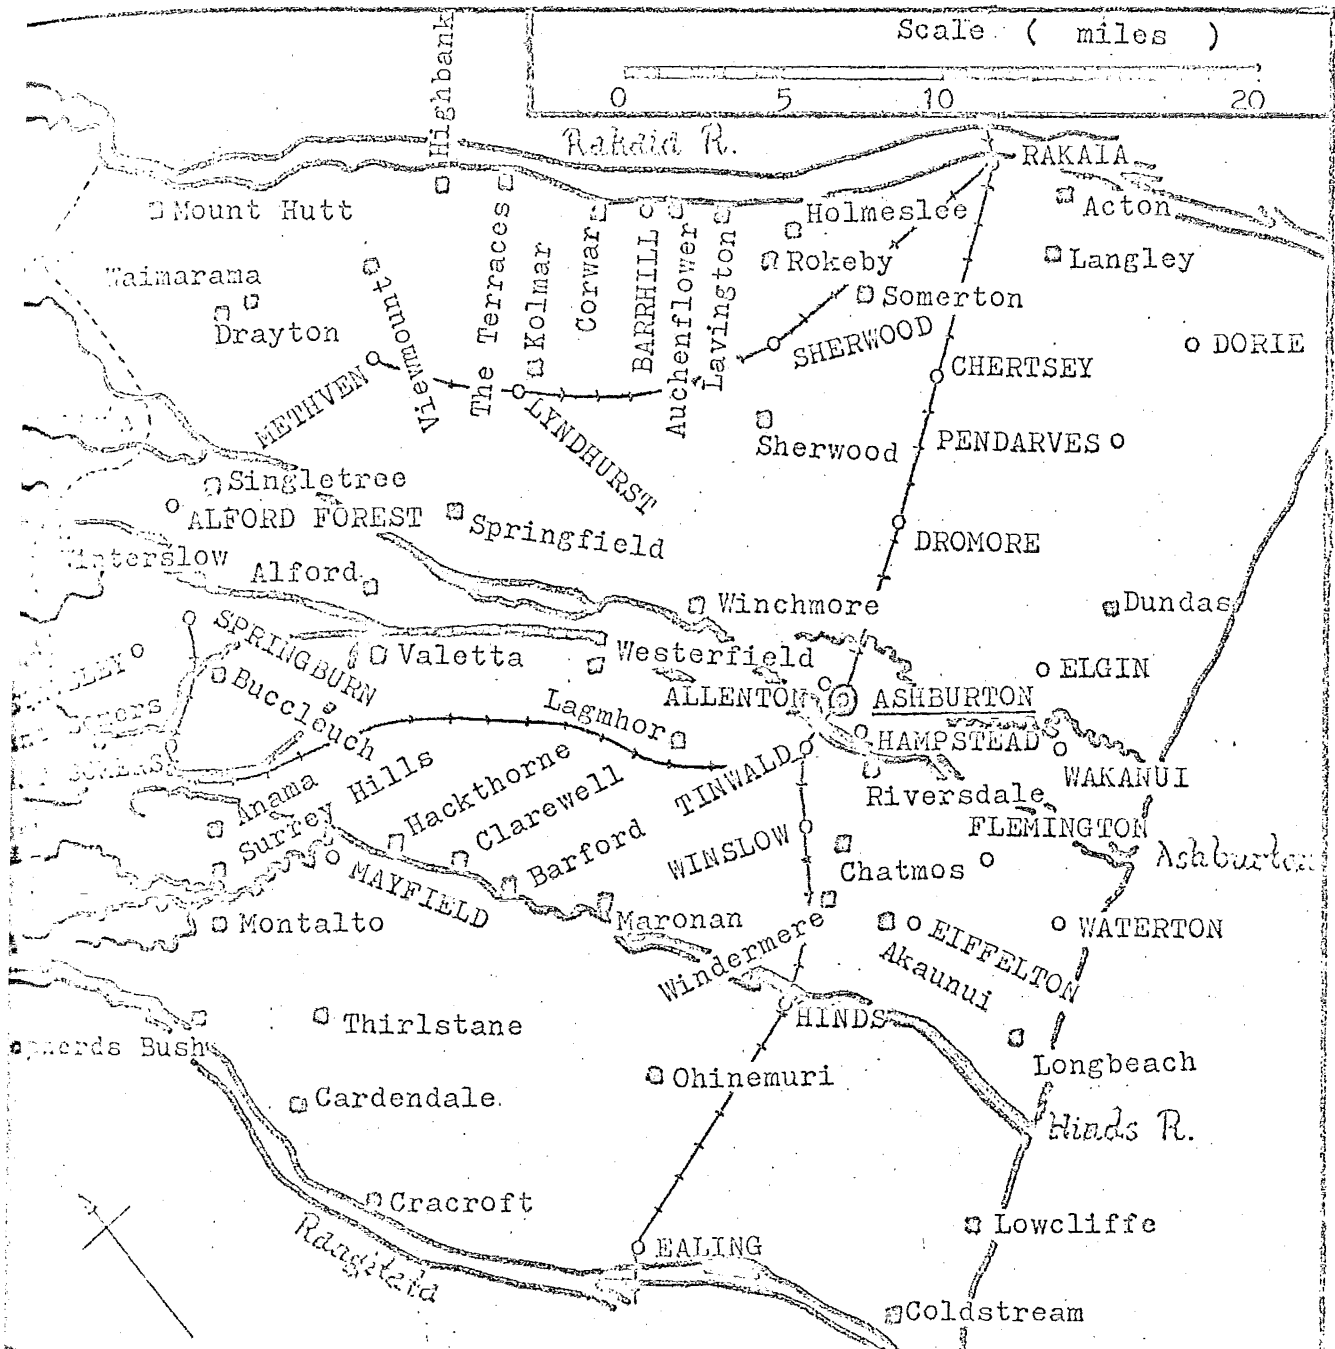 Scale ( miles )
0 5 10 20
Highbank
Rakaia R.
RAKAIA
Mount Hutt
Holmeslee
Acton
The Terraces
Kolmar
Corwar
BARRHILL
Auchenflower
Lavington
Rokeby
Langley
Waimarama
Drayton
Viewmount
Somerton
SHERWOOD
DORIE
METHVEN
LYNDHURST
CHERTSEY
Sherwood
PENDARVES
Singletree
ALFORD FOREST
Springfield
DROMORE
Winterslow
Alford
Winchmore
Dundas
SPRINGBURN
Valetta
Westerfield
ELGIN
Buccleuch
ALLENTON
ASHBURTON
Lagmhor
HAMPSTEAD
WAKANUI
Anama
Surrey Hills
Hackthorne
Clarewell
Barford
TINWALD
Riversdale
FLEMINGTON
WINSLOW
Chatmos
Ashburton
MAYFIELD
Montalto
Maronan
Windermere
EIFFELTON
Akaunui
WATERTON
Thirlstane
HINDS
Bush
Ohinemuri
Longbeach
Cardendale
Hinds R.
Cracroft
Rangitata
EALING
Lowcliffe
Coldstream